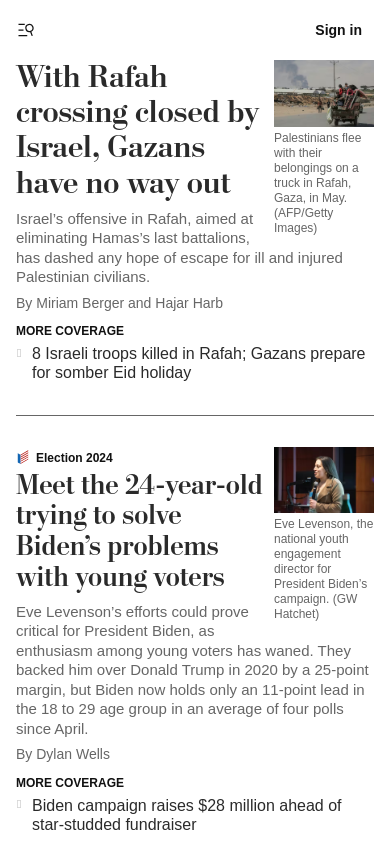 Sign in
With Rafah
crossing closed by
Israel, Gazans
have no way out
Palestinians flee
with their
belongings on a
truck in Rafah,
Gaza, in May.
(AFP/Getty
Images)
Israel’s offensive in Rafah, aimed at
eliminating Hamas’s last battalions,
has dashed any hope of escape for ill and injured
Palestinian civilians.
By Miriam Berger and Hajar Harb
MORE COVERAGE
8 Israeli troops killed in Rafah; Gazans prepare
for somber Eid holiday
Election 2024
Meet the 24-year-old
trying to solve
Biden’s problems
with young voters
Eve Levenson, the
national youth
engagement
director for
President Biden’s
campaign. (GW
Hatchet)
Eve Levenson’s efforts could prove
critical for President Biden, as
enthusiasm among young voters has waned. They
backed him over Donald Trump in 2020 by a 25-point
margin, but Biden now holds only an 11-point lead in
the 18 to 29 age group in an average of four polls
since April.
By Dylan Wells
MORE COVERAGE
Biden campaign raises $28 million ahead of
star-studded fundraiser